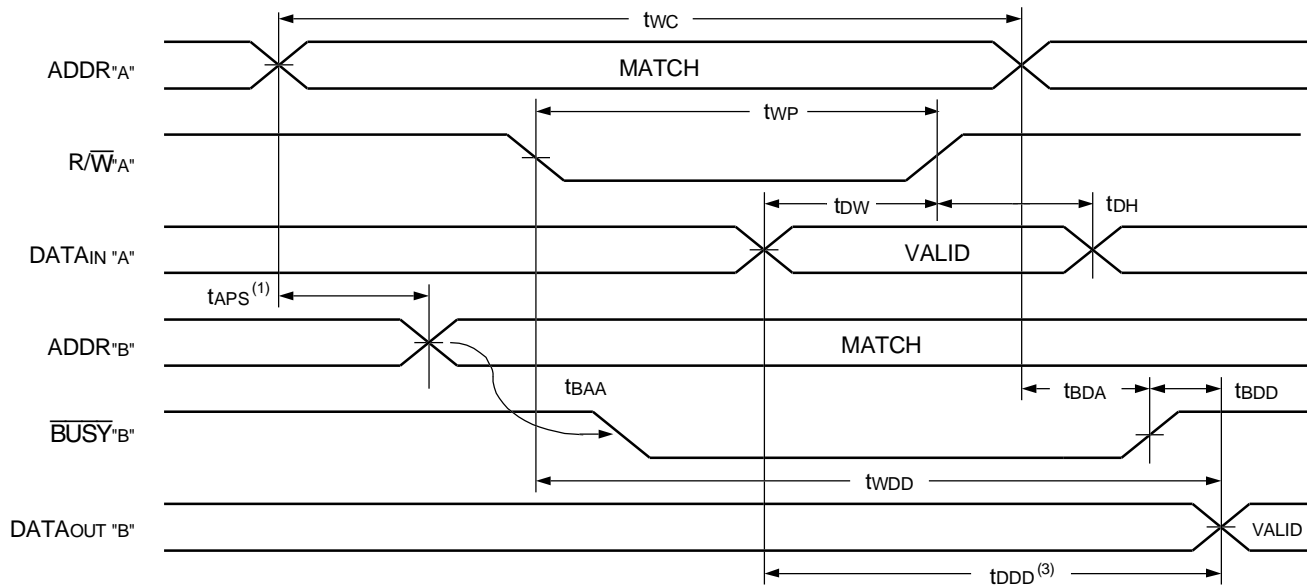 tWC
ADDR"A"
MATCH
tWP
R/W̅"A"
tDW
tDH
DATAIN "A"
VALID
tAPS(1)
ADDR"B"
MATCH
tBAA
tBDA
tBDD
B̅U̅S̅Y̅"B"
tWDD
DATAOUT "B"
VALID
tDDD(3)